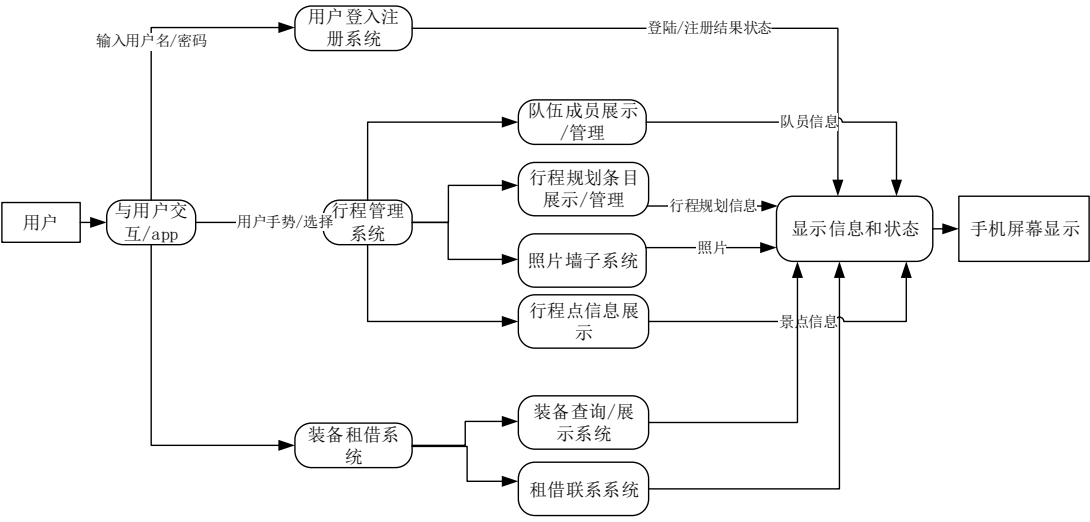 用户登入注
册系统
输入用户名/密码
登陆/注册结果状态
队伍成员展示
/管理
队员信息
行程规划条目
展示/管理
行程规划信息
用户
与用户交
互/app
用户手势/选择
行程管理
系统
显示信息和状态
手机屏幕显示
照片墙子系统
照片
行程点信息展
示
景点信息
装备租借系
统
装备查询/展
示系统
租借联系系统